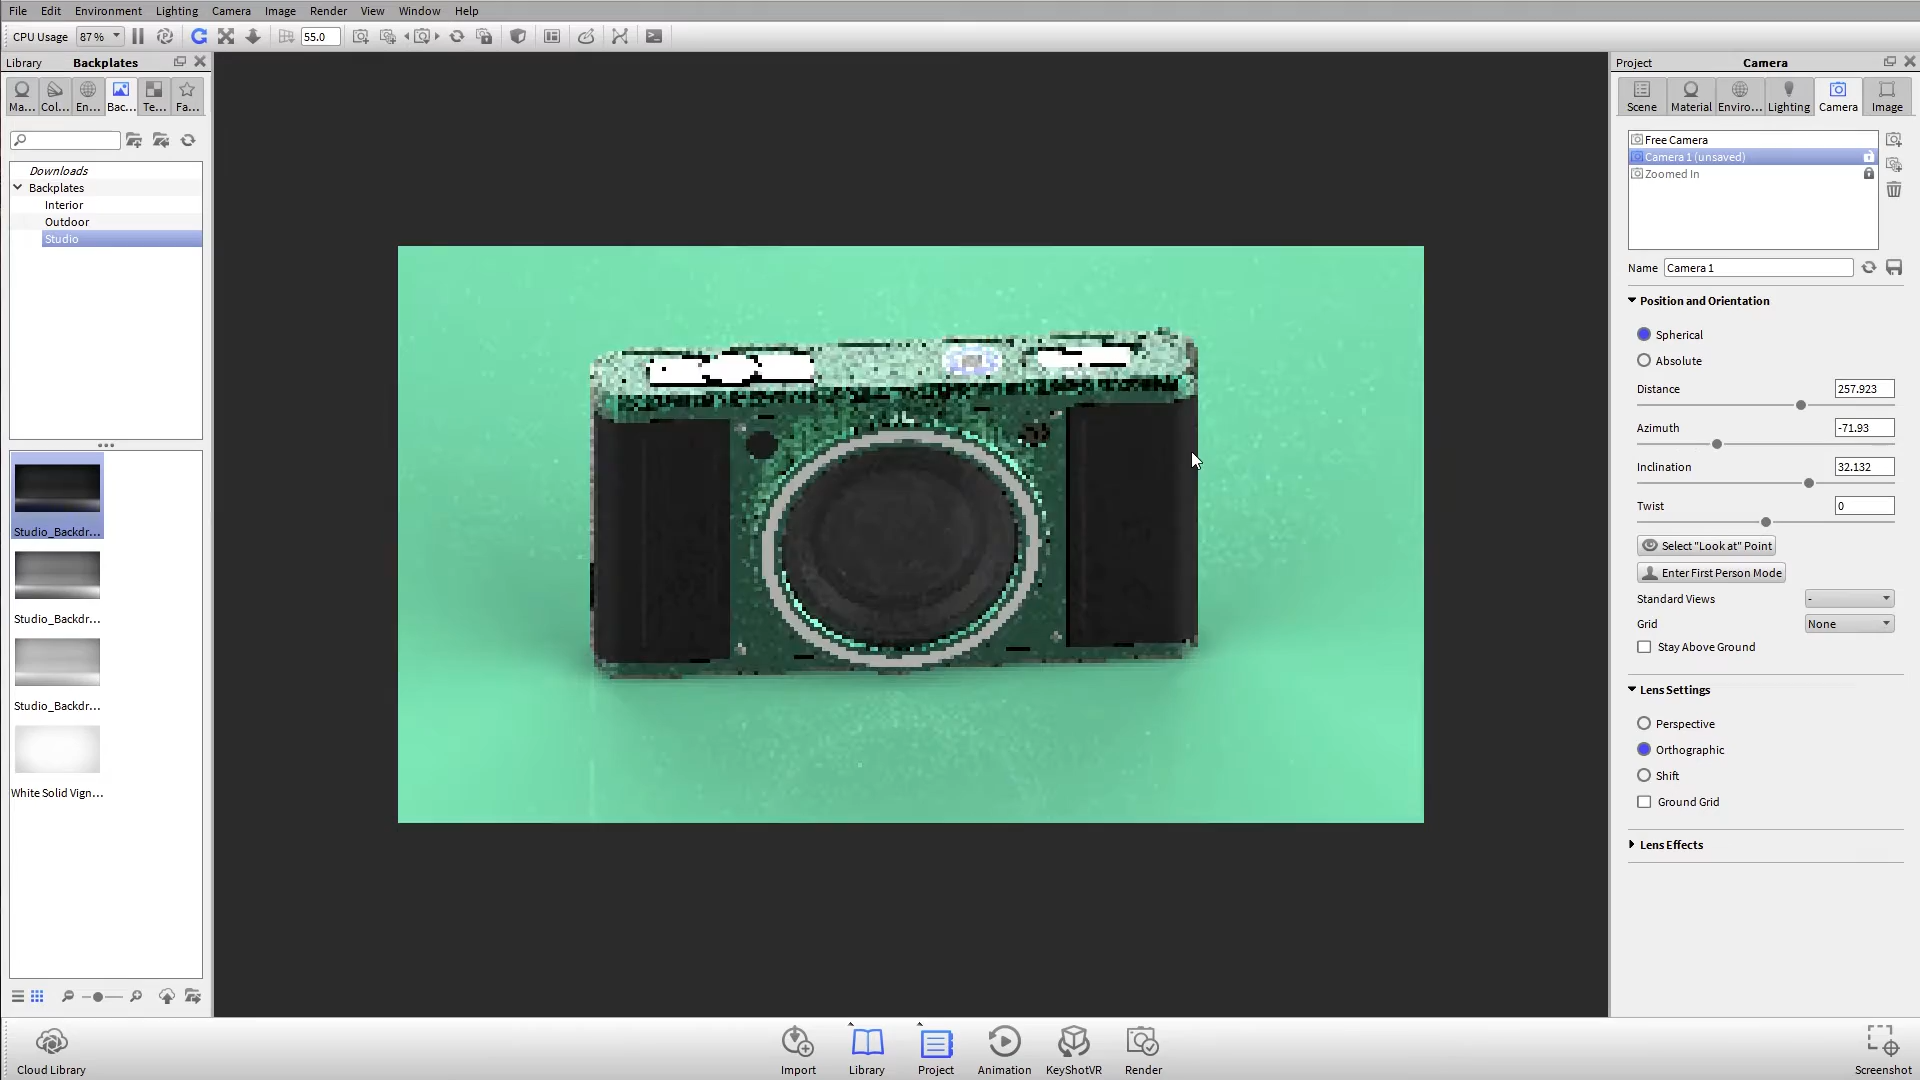 File Edit Environment Lighting Camera Image Render View Window Help
CPU Usage 87 % 55.0
Library Backplates
Ma... Col... En... Bac... Te... Fa...
Downloads
Backplates
Interior
Outdoor
Studio
Studio_Backdr...
Studio_Backdr...
Studio_Backdr...
White Solid Vign...
Project Camera
Scene Material Enviro... Lighting Camera Image
Free Camera
Camera 1 (unsaved)
Zoomed In
Name Camera 1
Position and Orientation
Spherical
Absolute
Distance 257.923
Azimuth -71.93
Inclination 32.132
Twist 0
Select "Look at" Point
Enter First Person Mode
Standard Views -
Grid None
Stay Above Ground
Lens Settings
Perspective
Orthographic
Shift
Ground Grid
Lens Effects
Cloud Library Import Library Project Animation KeyShotVR Render Screenshot